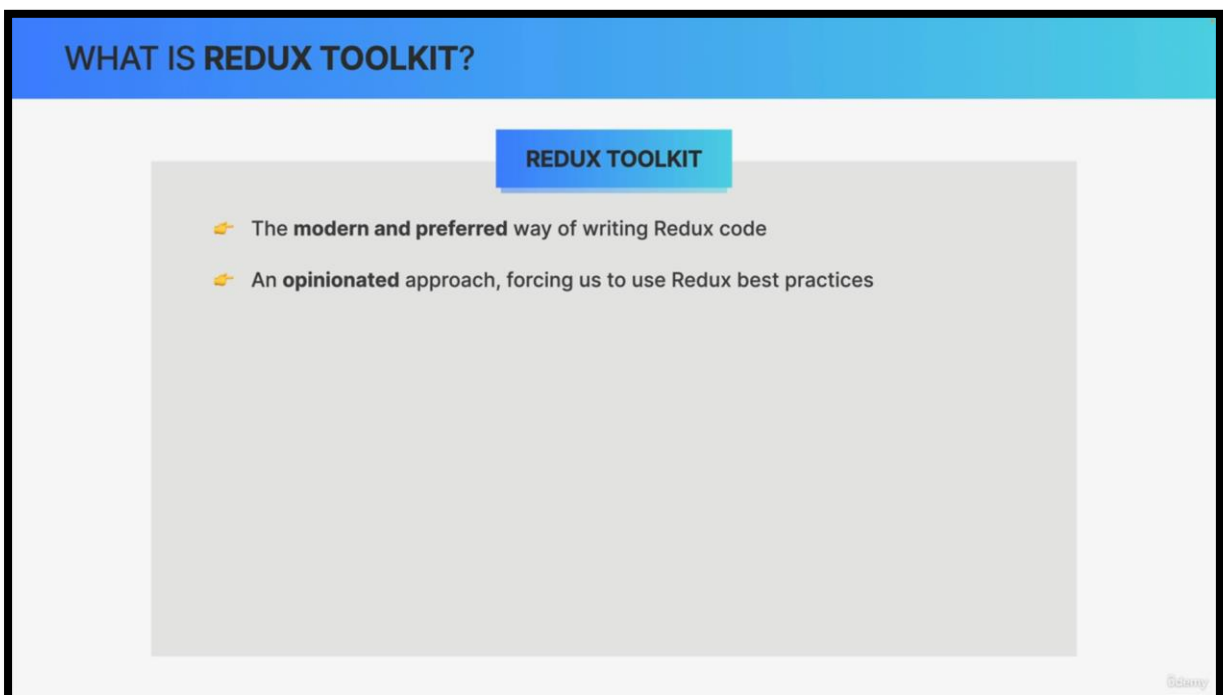 WHAT IS REDUX TOOLKIT?
REDUX TOOLKIT
👉 The modern and preferred way of writing Redux code
👉 An opinionated approach, forcing us to use Redux best practices
Udemy